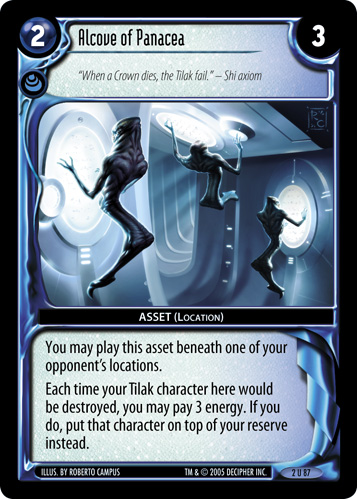 2 Alcove of Panacea 3
"When a Crown dies, the Tilak fail." – Shi axiom
ASSET (LOCATION)
You may play this asset beneath one of your
opponent's locations.
Each time your Tilak character here would
be destroyed, you may pay 3 energy. If you
do, put that character on top of your reserve
instead.
ILLUS. BY ROBERTO CAMPUS TM & © 2005 DECIPHER INC. 2 U 87